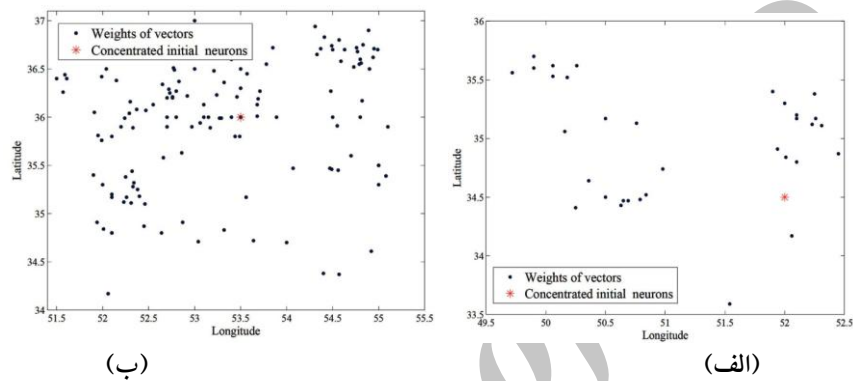 37
36.5
36
35.5
35
34.5
34
Latitude
Weights of vectors
Concentrated initial neurons
51.5 52 52.5 53 53.5 54 54.5 55 55.5
Longitude
(ب)
36
35.5
35
34.5
34
33.5
Latitude
Weights of vectors
Concentrated initial neurons
49.5 50 50.5 51 51.5 52 52.5
Longitude
(الف)